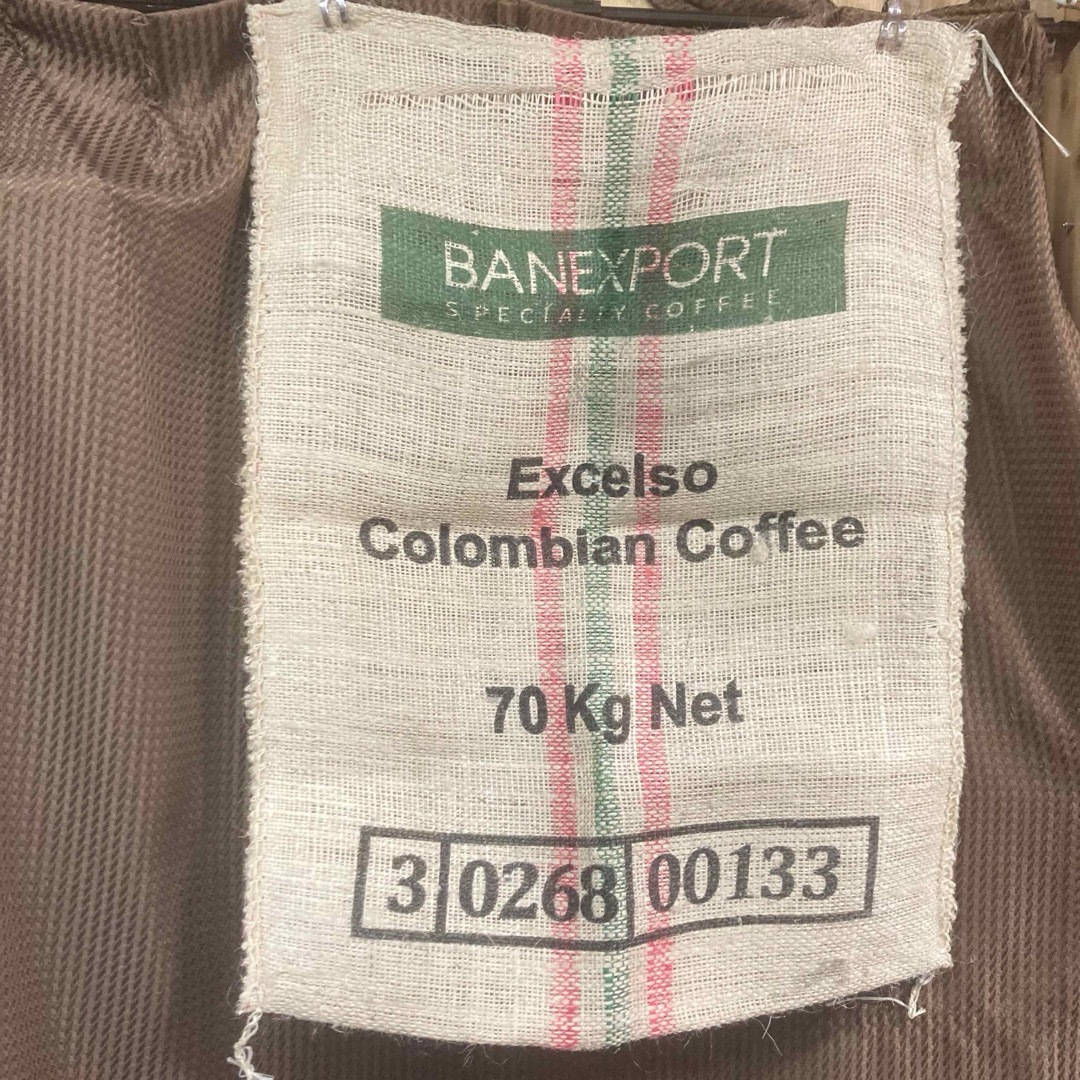 BANEXPORT
SPECIALTY COFFEE
Excelso
Colombian Coffee
70 Kg Net
3 0268 00133